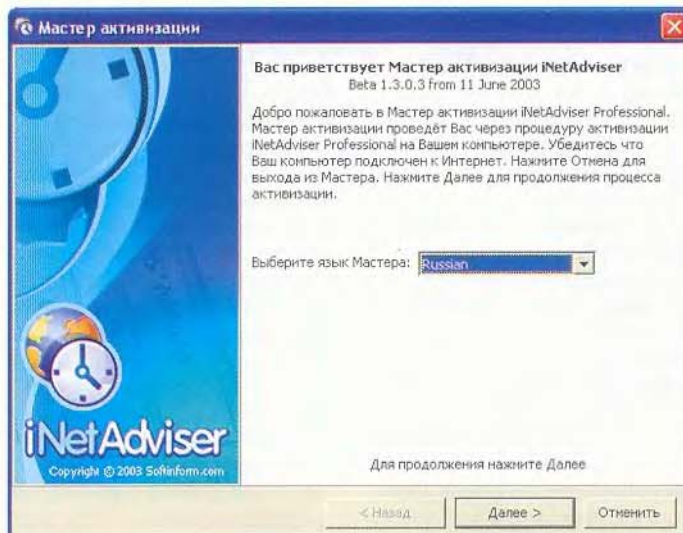 Мастер активизации
Вас приветствует Мастер активизации iNetAdviser
Beta 1.3.0.3 from 11 June 2003
Добро пожаловать в Мастер активизации iNetAdviser Professional.
Мастер активизации проведёт Вас через процедуру активизации
iNetAdviser Professional на Вашем компьютере. Убедитесь что
Ваш компьютер подключен к Интернет. Нажмите Отмена для
выхода из Мастера. Нажмите Далее для продолжения процесса
активизации.
Выберите язык Мастера: Russian
iNetAdviser
Copyright © 2003 Softinform.com
Для продолжения нажмите Далее
< Назад Далее > Отменить